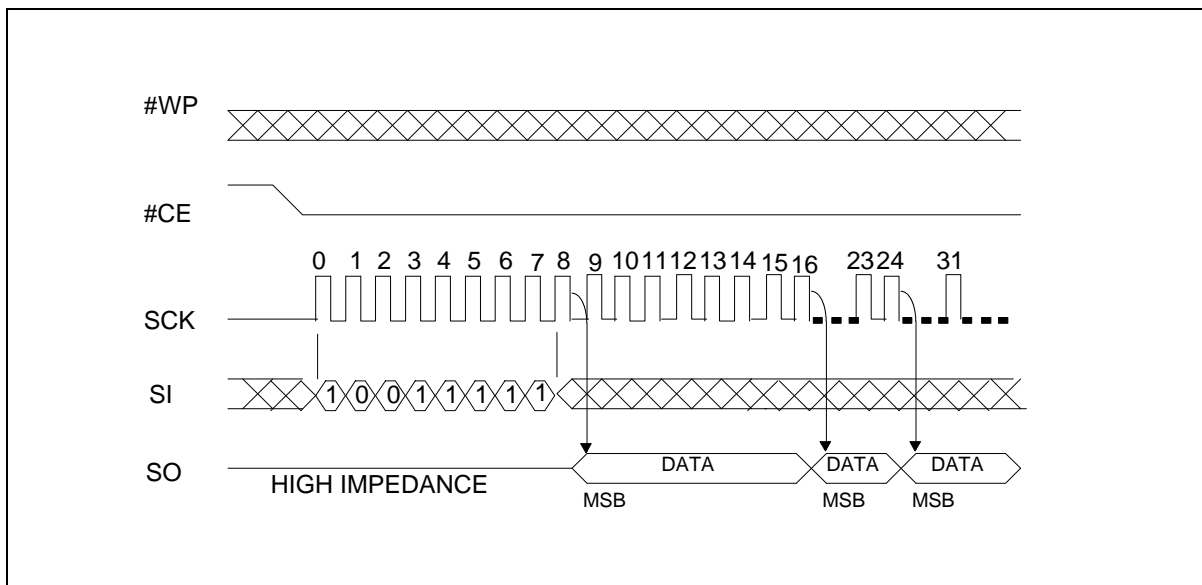 #WP
#CE
0 1 2 3 4 5 6 7 8 9 10 11 12 13 14 15 16 23 24 31
SCK
SI 1 0 0 1 1 1 1 1
SO HIGH IMPEDANCE DATA DATA DATA
MSB MSB MSB